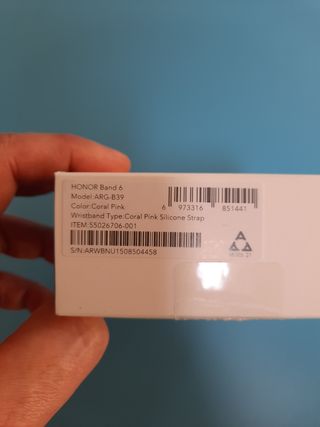 HONOR Band 6
Model:ARG-B39
Color:Coral Pink
6 973316 851441
Wristband Type:Coral Pink Silicone Strap
ITEM:55026706-001
S/N:ARWBNU1508504458